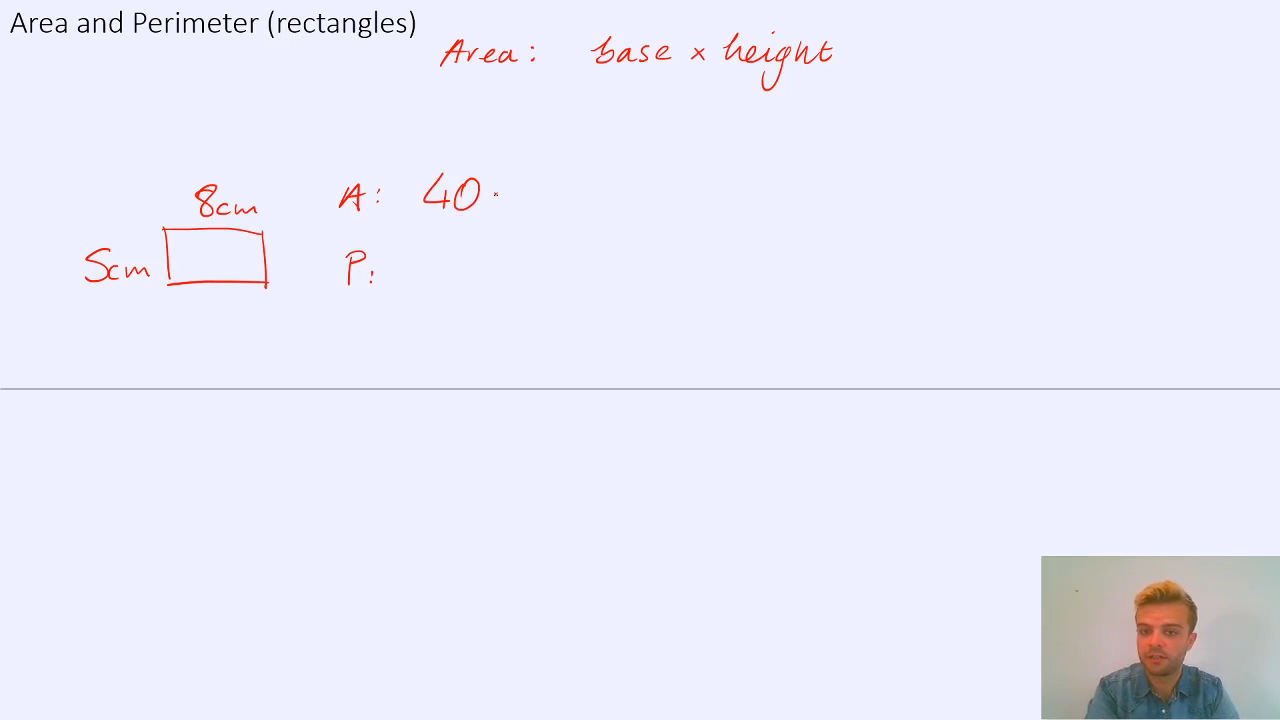 Area and Perimeter (rectangles)
Area: base × height
8cm A: 40
5cm P: